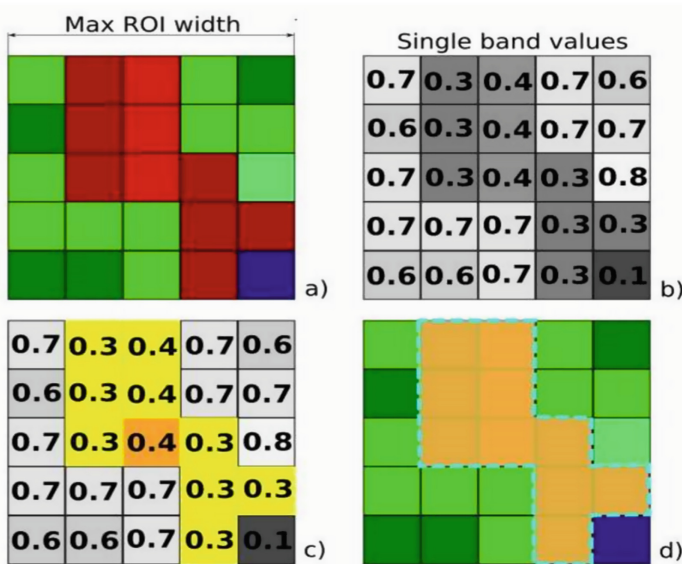 Max ROI width
Single band values
0.7 0.3 0.4 0.7 0.6
0.6 0.3 0.4 0.7 0.7
0.7 0.3 0.4 0.3 0.8
0.7 0.7 0.7 0.3 0.3
0.6 0.6 0.7 0.3 0.1
a)
b)
0.7 0.3 0.4 0.7 0.6
0.6 0.3 0.4 0.7 0.7
0.7 0.3 0.4 0.3 0.8
0.7 0.7 0.7 0.3 0.3
0.6 0.6 0.7 0.3 0.1
c)
d)